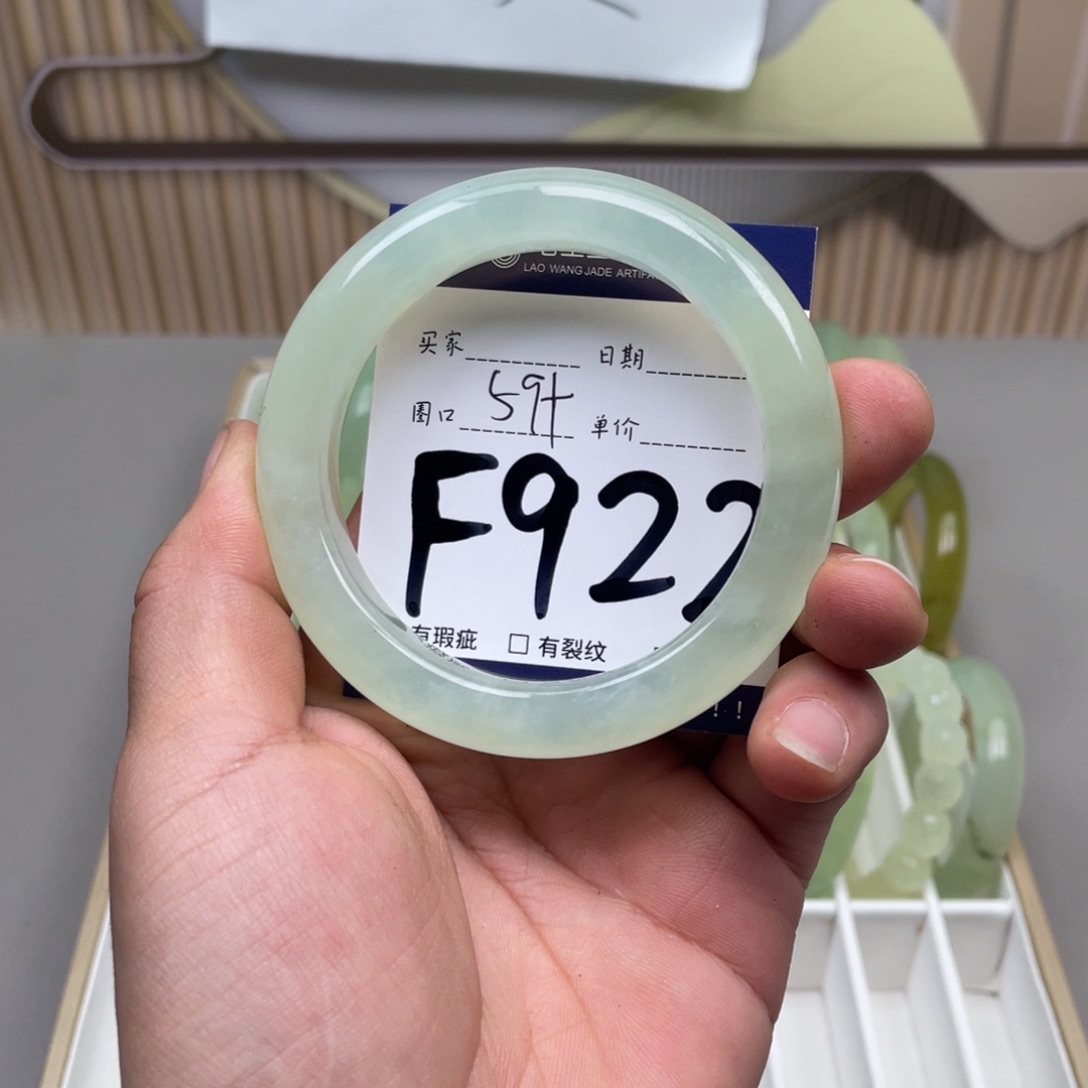 LAO WANG JADE ARTIFA
买家 日期
圈口 59+ 单价
F922
有瑕疵 □ 有裂纹
!!